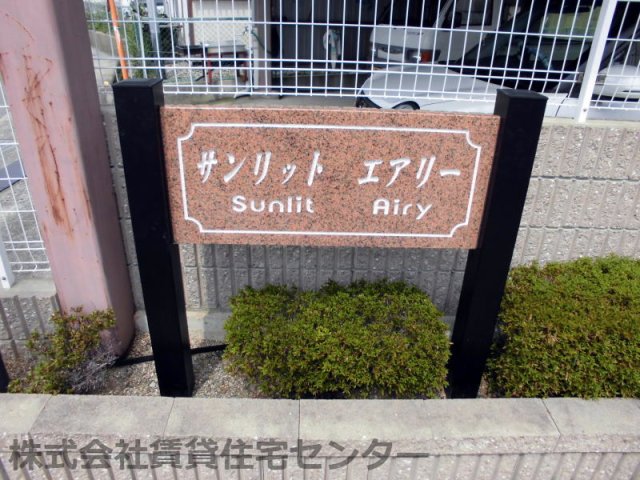 サンリット エアリー
Sunlit Airy
株式会社賃貸住宅センター